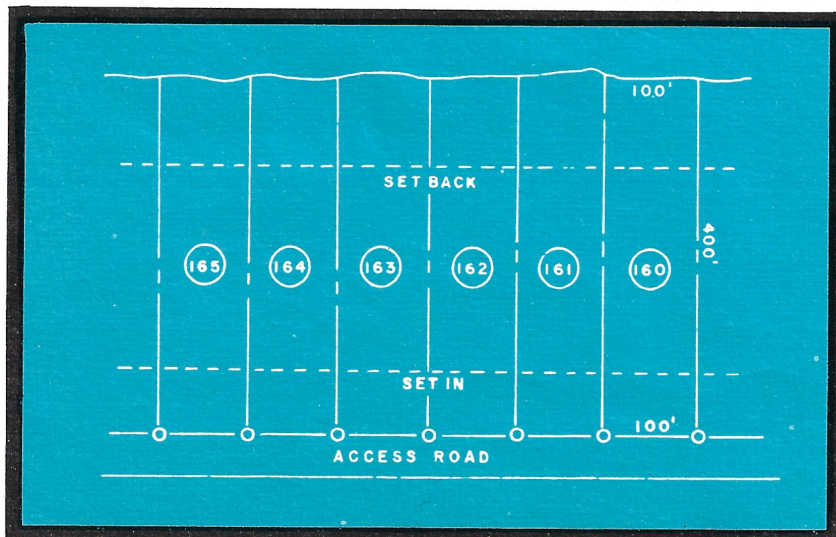 100'
SET BACK
400'
165 164 163 162 161 160
SET IN
100'
ACCESS ROAD